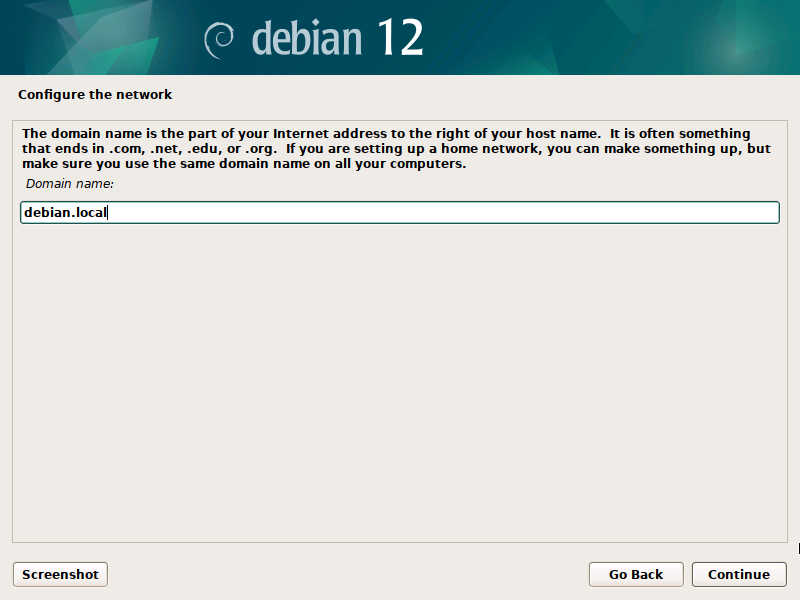 debian 12
Configure the network
The domain name is the part of your Internet address to the right of your host name.  It is often something
that ends in .com, .net, .edu, or .org.  If you are setting up a home network, you can make something up, but
make sure you use the same domain name on all your computers.
Domain name:
debian.local
Screenshot
Go Back
Continue